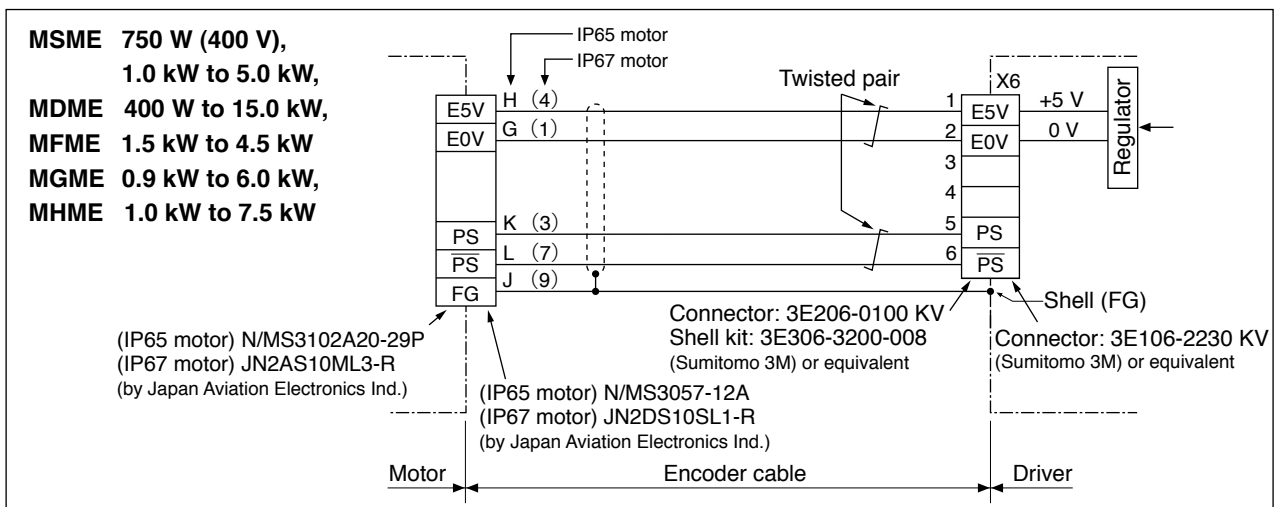 MSME 750 W (400 V),
1.0 kW to 5.0 kW,
MDME 400 W to 15.0 kW,
MFME 1.5 kW to 4.5 kW
MGME 0.9 kW to 6.0 kW,
MHME 1.0 kW to 7.5 kW
IP65 motor
IP67 motor
Twisted pair
X6
E5V H (4) 1 E5V +5 V
E0V G (1) 2 E0V 0 V
Regulator
3
4
PS K (3) 5 PS
P̅S̅ L (7) 6 P̅S̅
FG J (9)
Shell (FG)
(IP65 motor) N/MS3102A20-29P
(IP67 motor) JN2AS10ML3-R
(by Japan Aviation Electronics Ind.)
(IP65 motor) N/MS3057-12A
(IP67 motor) JN2DS10SL1-R
(by Japan Aviation Electronics Ind.)
Connector: 3E206-0100 KV
Shell kit: 3E306-3200-008
(Sumitomo 3M) or equivalent
Connector: 3E106-2230 KV
(Sumitomo 3M) or equivalent
Motor Encoder cable Driver